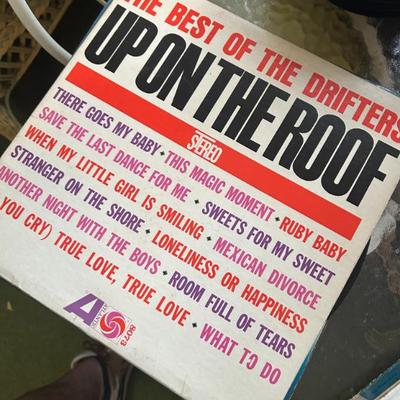 THE BEST OF THE DRIFTERS
UP ON THE ROOF
STEREO
THERE GOES MY BABY • THIS MAGIC MOMENT • RUBY BABY
SAVE THE LAST DANCE FOR ME • SWEETS FOR MY SWEET
WHEN MY LITTLE GIRL IS SMILING • MEXICAN DIVORCE
STRANGER ON THE SHORE • LONELINESS OR HAPPINESS
ANOTHER NIGHT WITH THE BOYS • ROOM FULL OF TEARS
YOU CRY) TRUE LOVE, TRUE LOVE • WHAT TO DO
A
ATLANTIC
8073